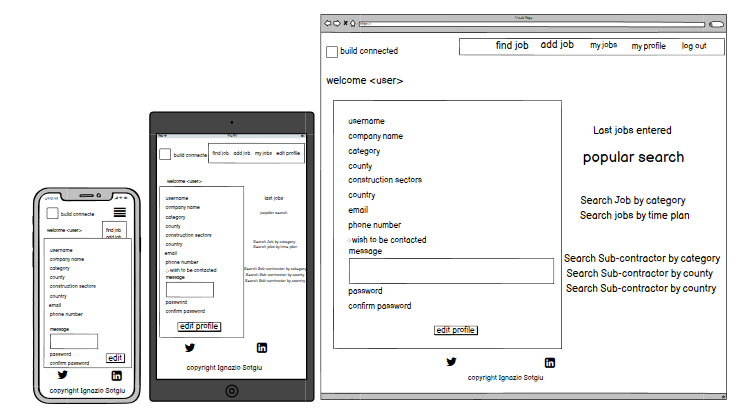 build connecte
welcome <user>
find job
add job
username
company name
category
county
construction sectors
country
email
phone number
message
password
confirm password
edit
copyright Ignazio Sotgiu
build connecte
find job add job my jobs edit profile
welcome <user>
username
company name
category
county
construction sectors
country
email
phone number
wish to be contacted
message
password
confirm password
edit profile
last jobs
popular search
Search Job by category
Search jobs by time plan
Search Sub-contractor by category
Search Sub-contractor by county
Search Sub-contractor by country
copyright Ignazio Sotgiu
build connected
find job add job my jobs my profile log out
welcome <user>
username
company name
category
county
construction sectors
country
email
phone number
wish to be contacted
message
password
confirm password
edit profile
Last jobs entered
popular search
Search Job by category
Search jobs by time plan
Search Sub-contractor by category
Search Sub-contractor by county
Search Sub-contractor by country
copyright Ignazio Sotgiu